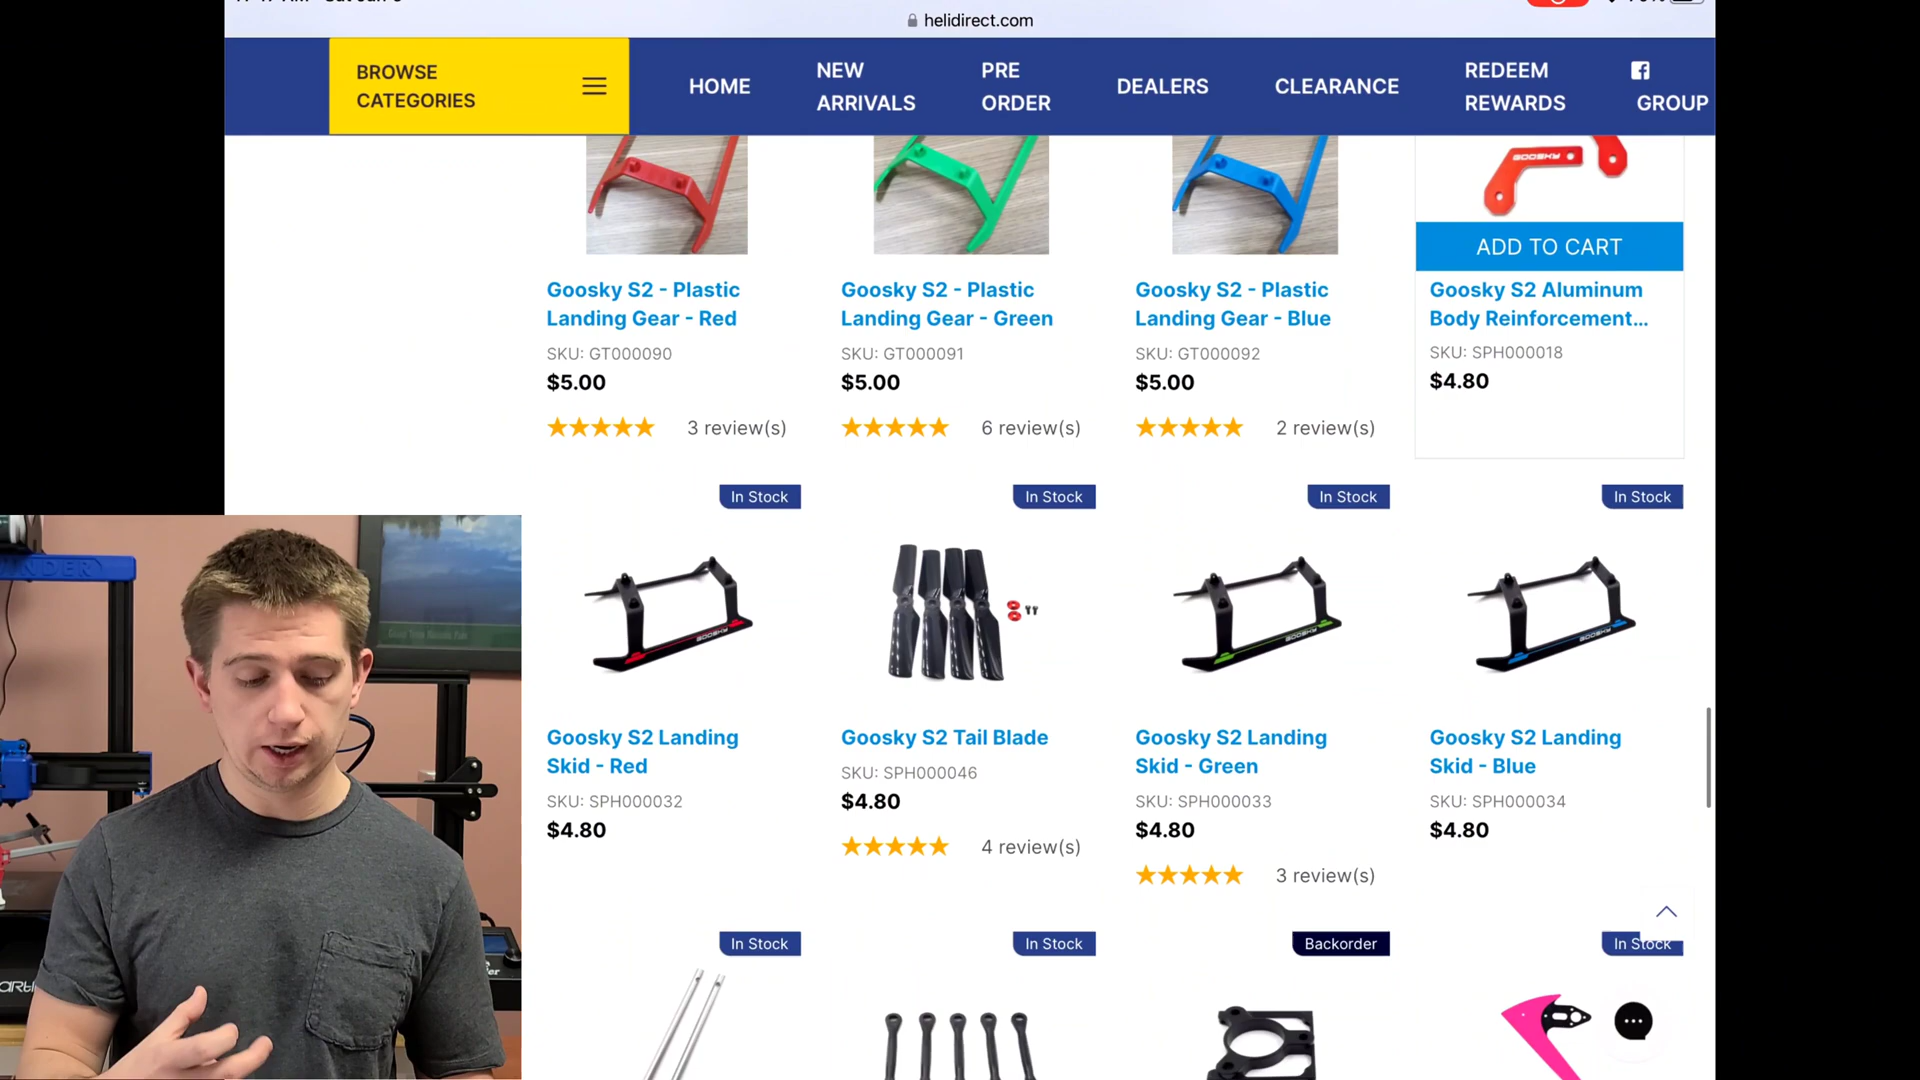 helidirect.com
BROWSE
CATEGORIES
HOME
NEW
ARRIVALS
PRE
ORDER
DEALERS
CLEARANCE
REDEEM
REWARDS
GROUP
GOOSKY
ADD TO CART
Goosky S2 - Plastic
Landing Gear - Red
SKU: GT000090
$5.00
3 review(s)
Goosky S2 - Plastic
Landing Gear - Green
SKU: GT000091
$5.00
6 review(s)
Goosky S2 - Plastic
Landing Gear - Blue
SKU: GT000092
$5.00
2 review(s)
Goosky S2 Aluminum
Body Reinforcement...
SKU: SPH000018
$4.80
In Stock
In Stock
In Stock
In Stock
GOOSKY
GOOSKY
GOOSKY
Goosky S2 Landing
Skid - Red
SKU: SPH000032
$4.80
Goosky S2 Tail Blade
SKU: SPH000046
$4.80
4 review(s)
Goosky S2 Landing
Skid - Green
SKU: SPH000033
$4.80
3 review(s)
Goosky S2 Landing
Skid - Blue
SKU: SPH000034
$4.80
In Stock
In Stock
Backorder
In Stock